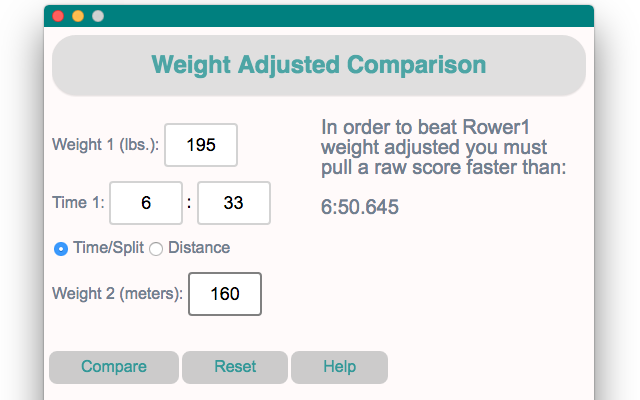 Weight Adjusted Comparison
Weight 1 (lbs.): 195
Time 1: 6 : 33
Time/Split Distance
Weight 2 (meters): 160
In order to beat Rower1
weight adjusted you must
pull a raw score faster than:
6:50.645
Compare Reset Help